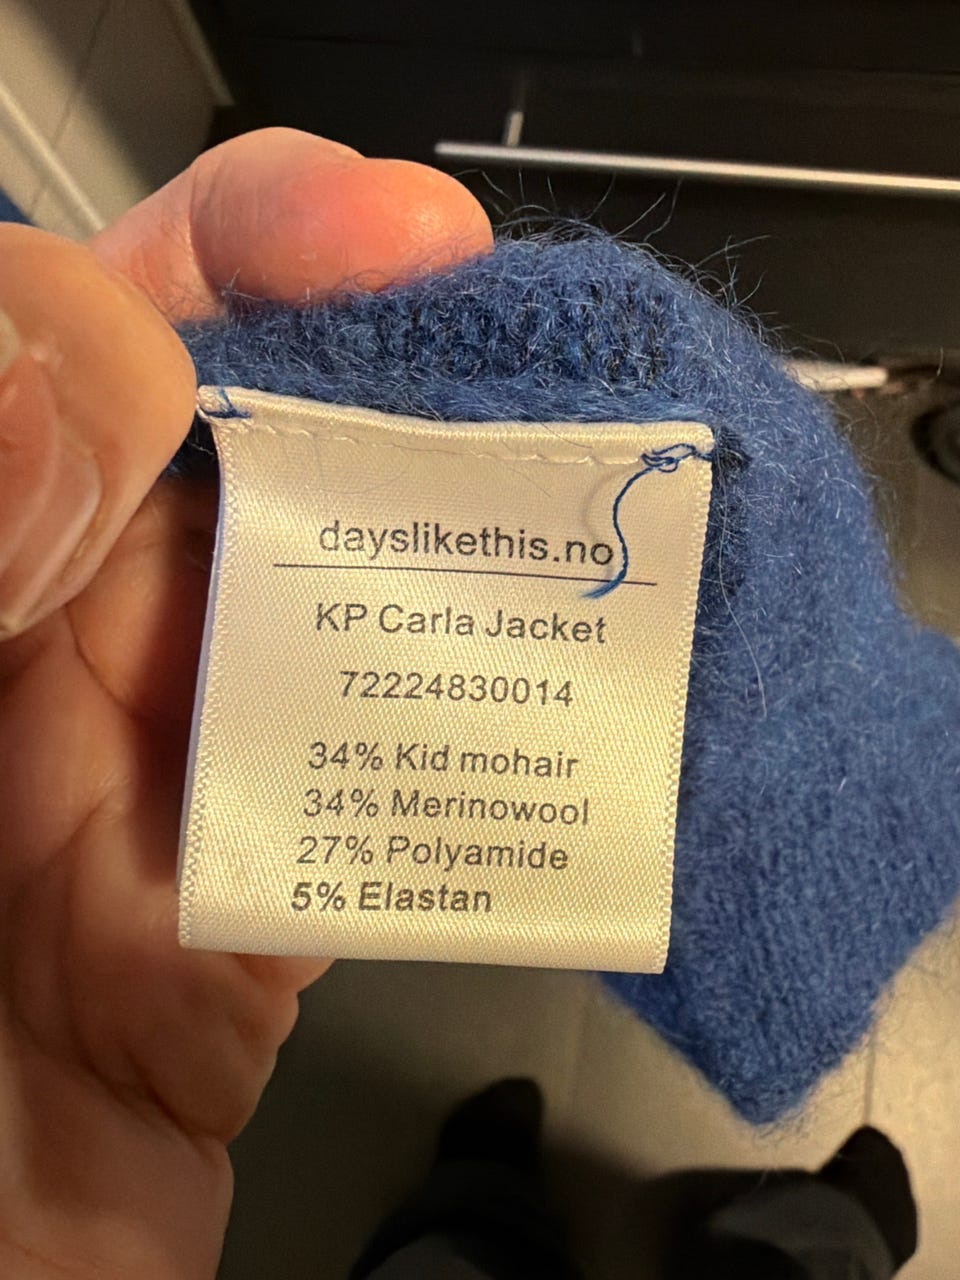 dayslikethis.no
KP Carla Jacket
72224830014
34% Kid mohair
34% Merinowool
27% Polyamide
5% Elastan